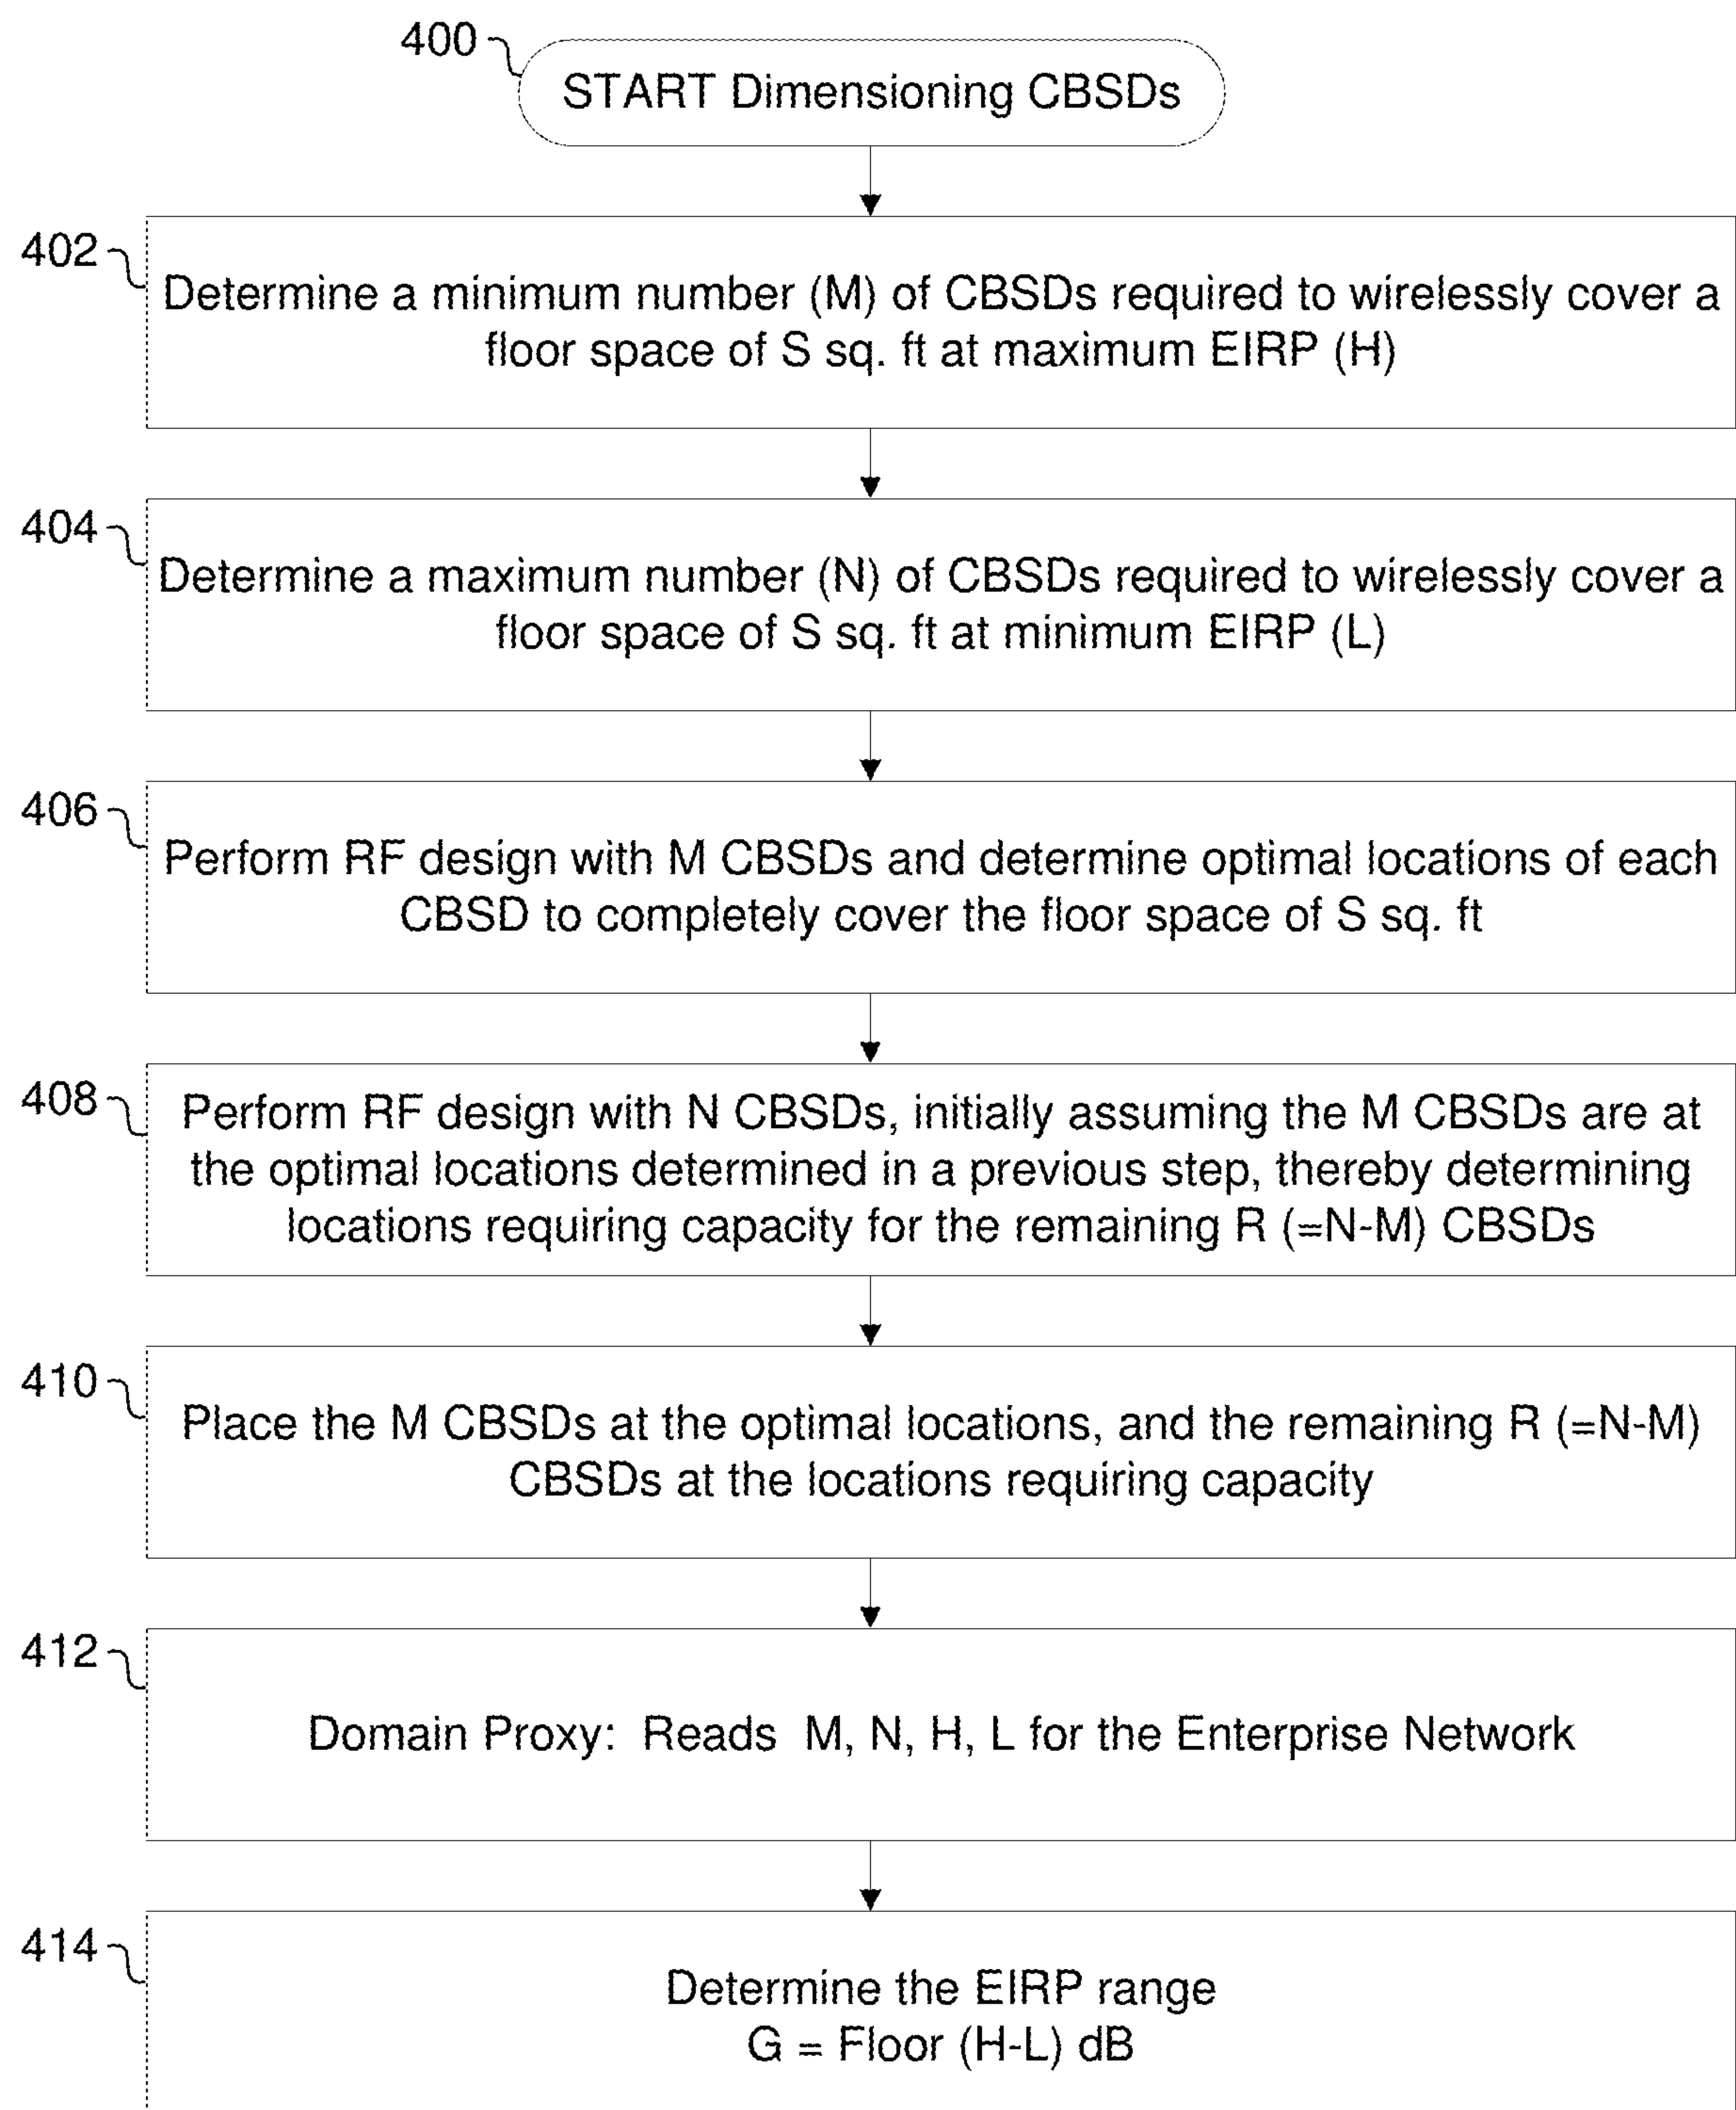 400
START Dimensioning CBSDs
402
Determine a minimum number (M) of CBSDs required to wirelessly cover a
floor space of S sq. ft at maximum EIRP (H)
404
Determine a maximum number (N) of CBSDs required to wirelessly cover a
floor space of S sq. ft at minimum EIRP (L)
406
Perform RF design with M CBSDs and determine optimal locations of each
CBSD to completely cover the floor space of S sq. ft
408
Perform RF design with N CBSDs, initially assuming the M CBSDs are at
the optimal locations determined in a previous step, thereby determining
locations requiring capacity for the remaining R (=N-M) CBSDs
410
Place the M CBSDs at the optimal locations, and the remaining R (=N-M)
CBSDs at the locations requiring capacity
412
Domain Proxy: Reads M, N, H, L for the Enterprise Network
414
Determine the EIRP range
G = Floor (H-L) dB